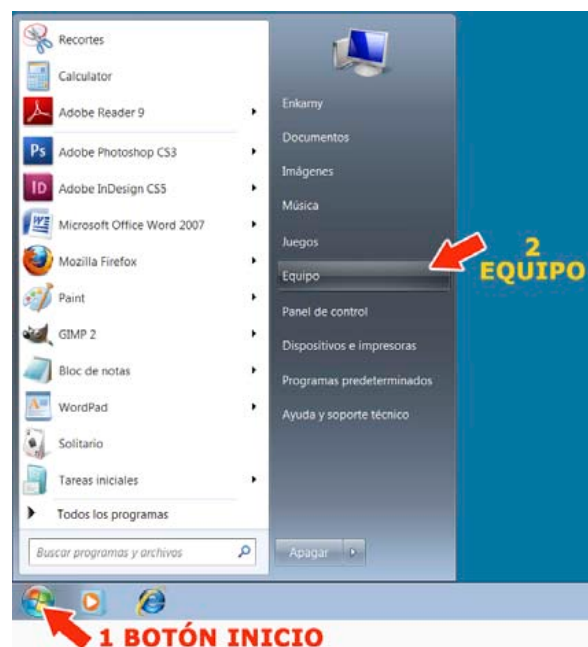 Recortes
Calculator
Adobe Reader 9
Ps Adobe Photoshop CS3
ID Adobe InDesign CS5
Microsoft Office Word 2007
Mozilla Firefox
Paint
GIMP 2
Bloc de notas
WordPad
Solitario
Tareas iniciales
Todos los programas
Buscar programas y archivos
Enkarny
Documentos
Imágenes
Música
Juegos
Equipo
Panel de control
Dispositivos e impresoras
Programas predeterminados
Ayuda y soporte técnico
Apagar
2
EQUIPO
1 BOTÓN INICIO